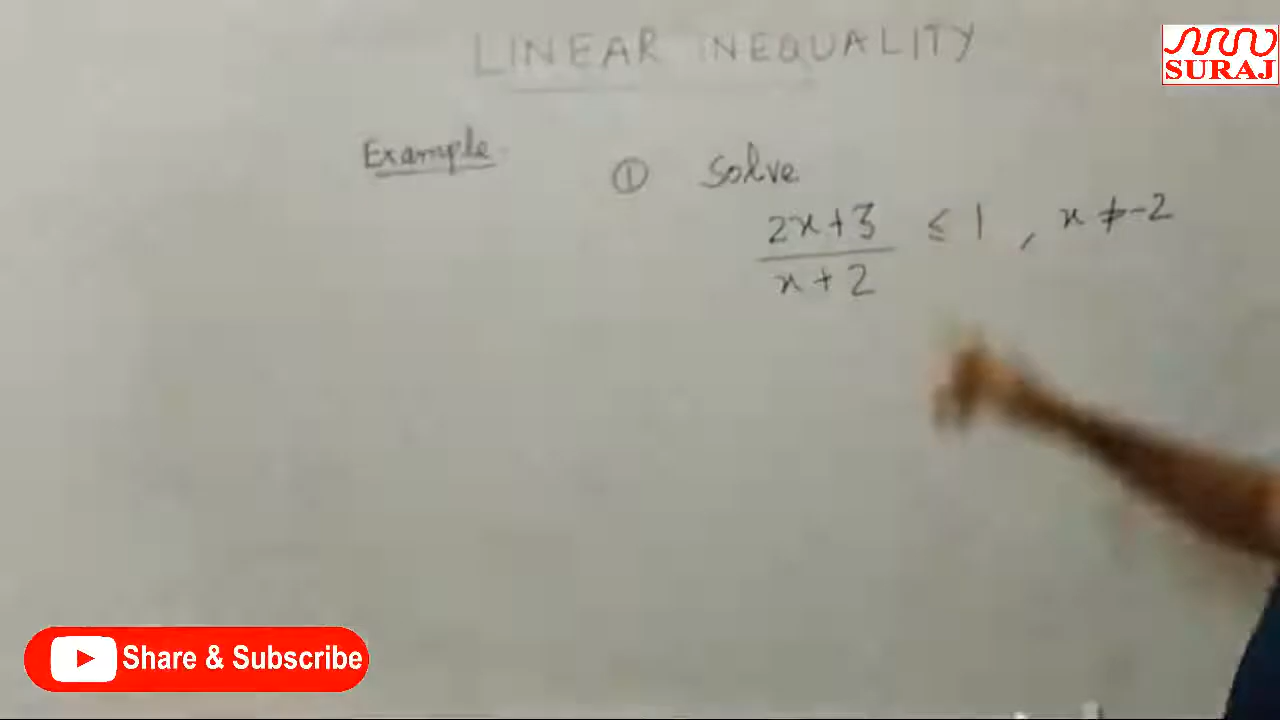 LINEAR INEQUALITY
SURAJ
Example
① Solve
2x+3 ≤ 1 , x ≠ -2
x + 2
Share & Subscribe